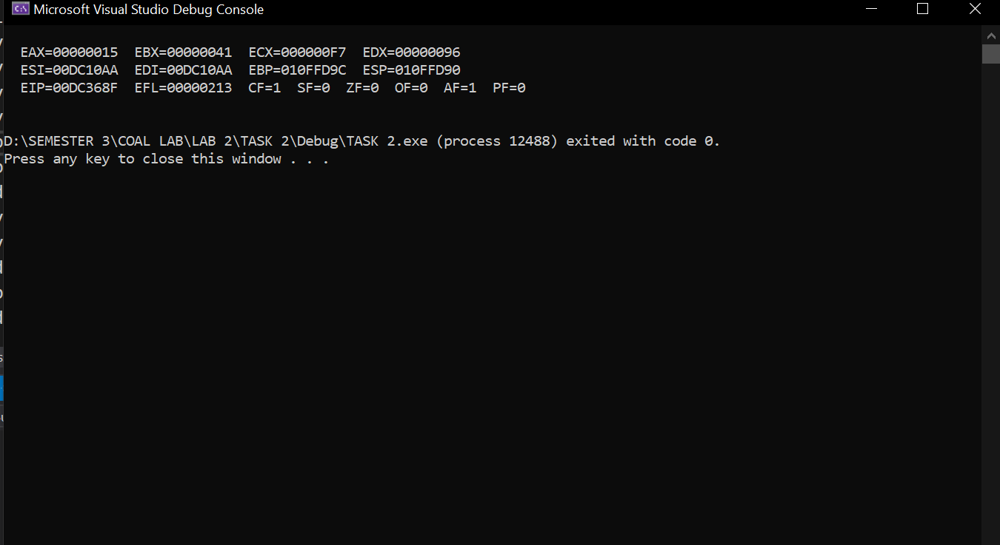 Microsoft Visual Studio Debug Console
EAX=00000015 EBX=00000041 ECX=000000F7 EDX=00000096
ESI=00DC10AA EDI=00DC10AA EBP=010FFD9C ESP=010FFD90
EIP=00DC368F EFL=00000213 CF=1 SF=0 ZF=0 OF=0 AF=1 PF=0
D:\SEMESTER 3\COAL LAB\LAB 2\TASK 2\Debug\TASK 2.exe (process 12488) exited with code 0.
Press any key to close this window . . .